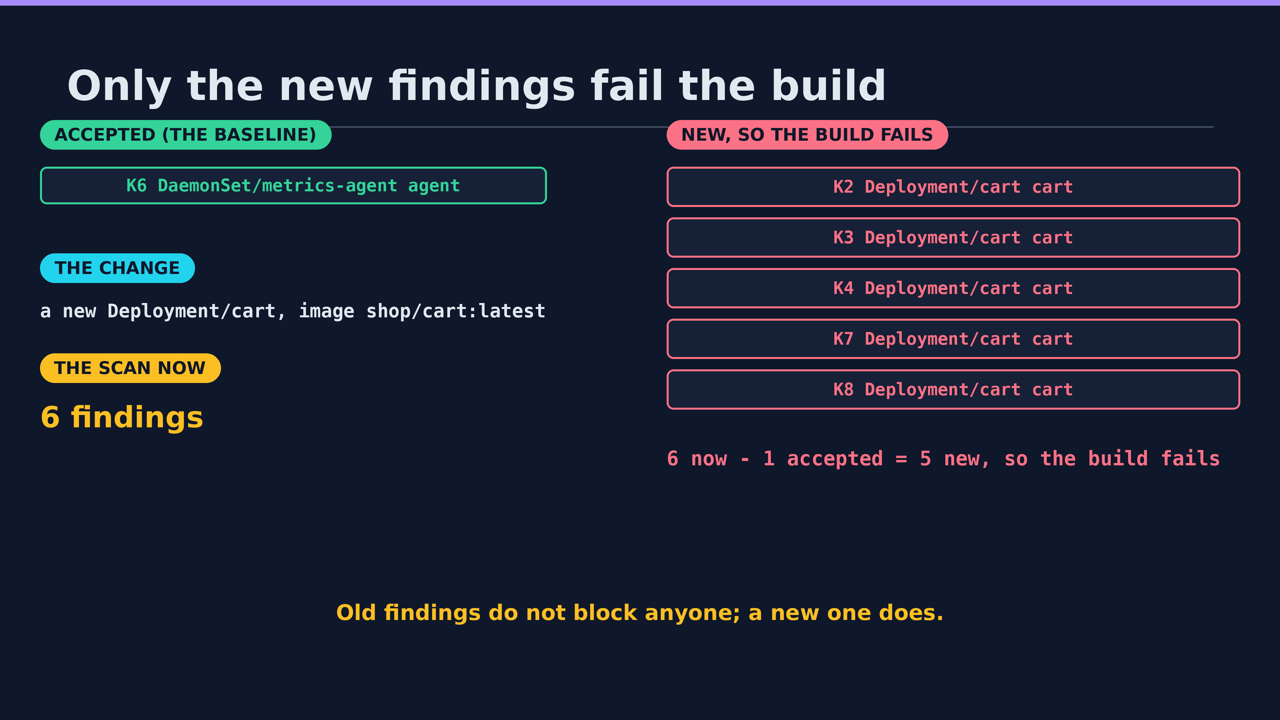 Only the new findings fail the build
ACCEPTED (THE BASELINE)
K6 DaemonSet/metrics-agent agent
THE CHANGE
a new Deployment/cart, image shop/cart:latest
THE SCAN NOW
6 findings
NEW, SO THE BUILD FAILS
K2 Deployment/cart cart
K3 Deployment/cart cart
K4 Deployment/cart cart
K7 Deployment/cart cart
K8 Deployment/cart cart
6 now - 1 accepted = 5 new, so the build fails
Old findings do not block anyone; a new one does.